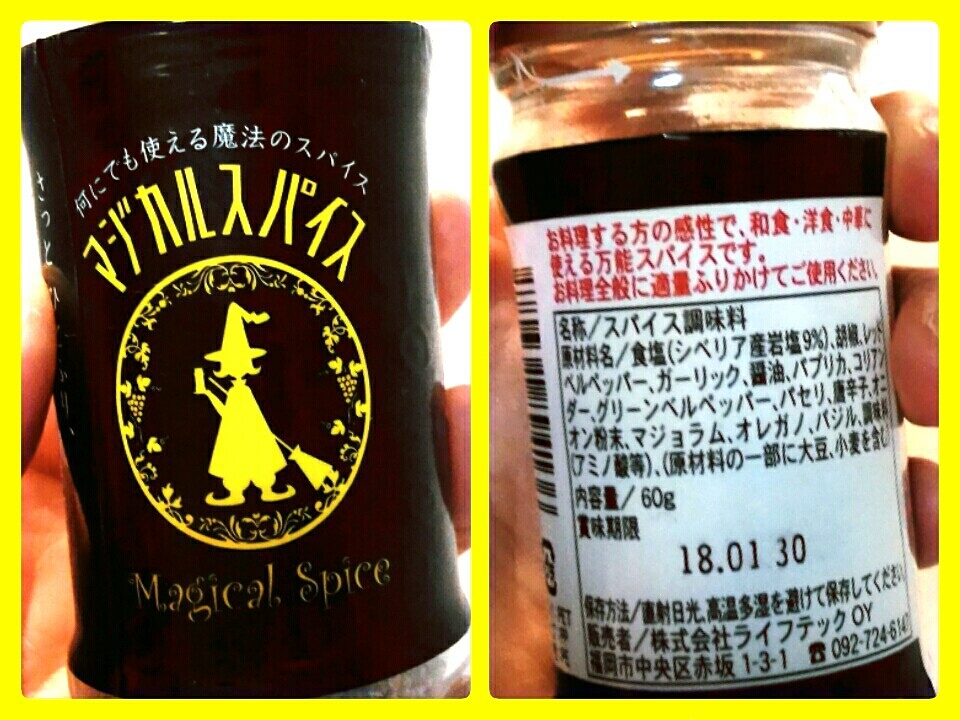 何にでも使える魔法のスパイス
マジカルスパイス
Magical Spice
お料理する方の感性で、和食・洋食・中華に
使える万能スパイスです。
お料理全般に適量ふりかけてご使用ください。
名称/スパイス調味料
原材料名/食塩(シベリア産岩塩9%)、胡椒、レッド
ベルペッパー、ガーリック、醤油、パプリカ、コリアン
ダー、グリーンベルペッパー、パセリ、唐辛子、オニ
オン粉末、マジョラム、オレガノ、バジル、調味料
(アミノ酸等)、(原材料の一部に大豆、小麦を含む)
内容量/60g
賞味期限
18.01 30
保存方法/直射日光、高温多湿を避けて保存してください
販売者/株式会社ライフテックOY
福岡市中央区赤坂1-3-1 ☎092-724-6147